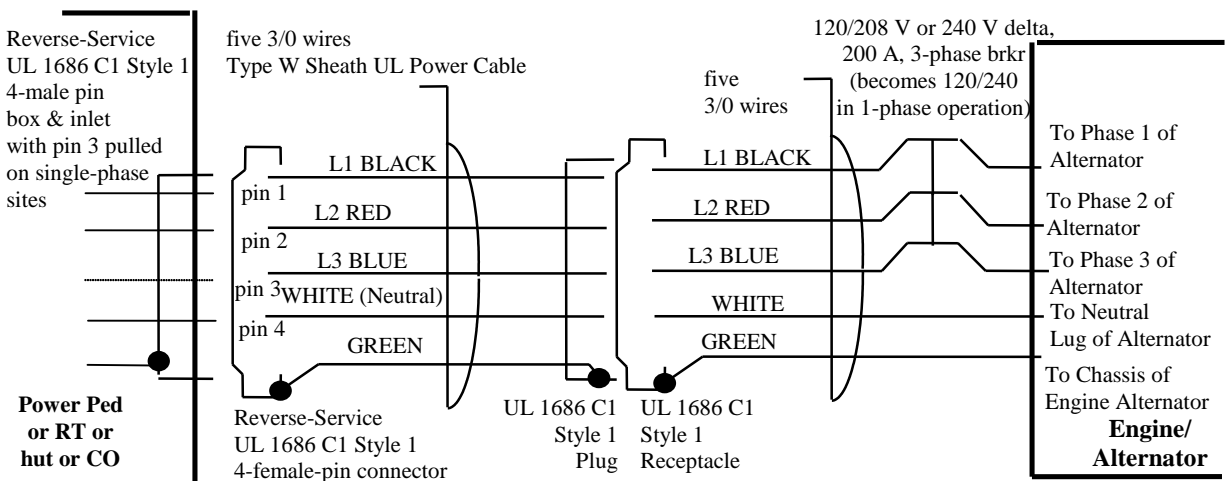 Reverse-Service
UL 1686 C1 Style 1
4-male pin
box & inlet
with pin 3 pulled
on single-phase
sites
five 3/0 wires
Type W Sheath UL Power Cable
five
3/0 wires
120/208 V or 240 V delta,
200 A, 3-phase brkr
(becomes 120/240
in 1-phase operation)
L1 BLACK
pin 1
L2 RED
pin 2
L3 BLUE
pin 3
WHITE (Neutral)
pin 4
GREEN
L1 BLACK
L2 RED
L3 BLUE
WHITE
GREEN
To Phase 1 of
Alternator
To Phase 2 of
Alternator
To Phase 3 of
Alternator
To Neutral
Lug of Alternator
To Chassis of
Engine Alternator
Engine/
Alternator
Power Ped
or RT or
hut or CO
Reverse-Service
UL 1686 C1 Style 1
4-female-pin connector
UL 1686 C1
Style 1
Plug
UL 1686 C1
Style 1
Receptacle